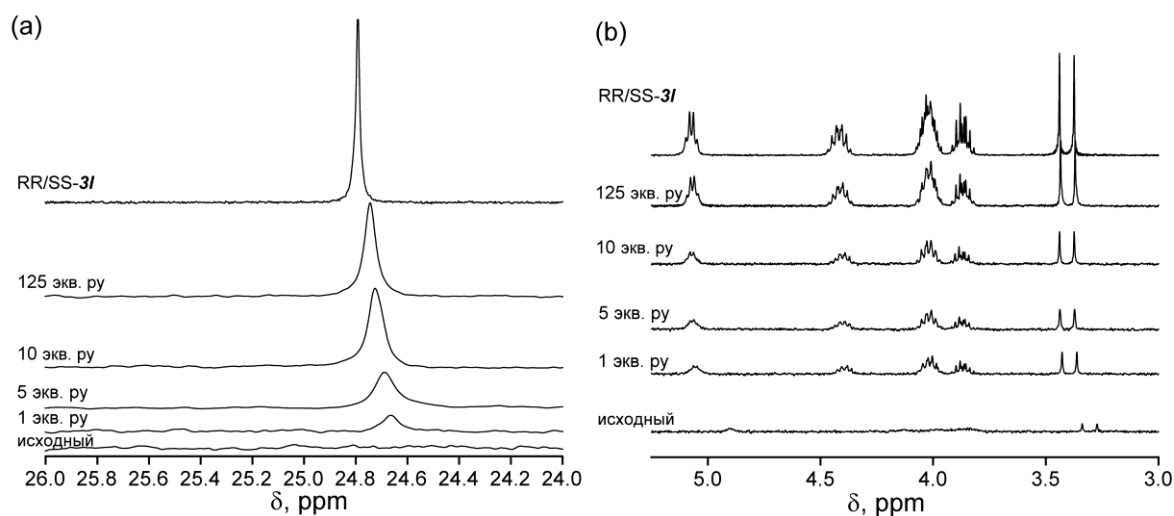 (a)
RR/SS-3l
125 экв. py
10 экв. py
5 экв. py
1 экв. py
исходный
26.0 25.8 25.6 25.4 25.2 25.0 24.8 24.6 24.4 24.2 24.0
δ, ppm
(b)
RR/SS-3l
125 экв. py
10 экв. py
5 экв. py
1 экв. py
исходный
5.0 4.5 4.0 3.5 3.0
δ, ppm